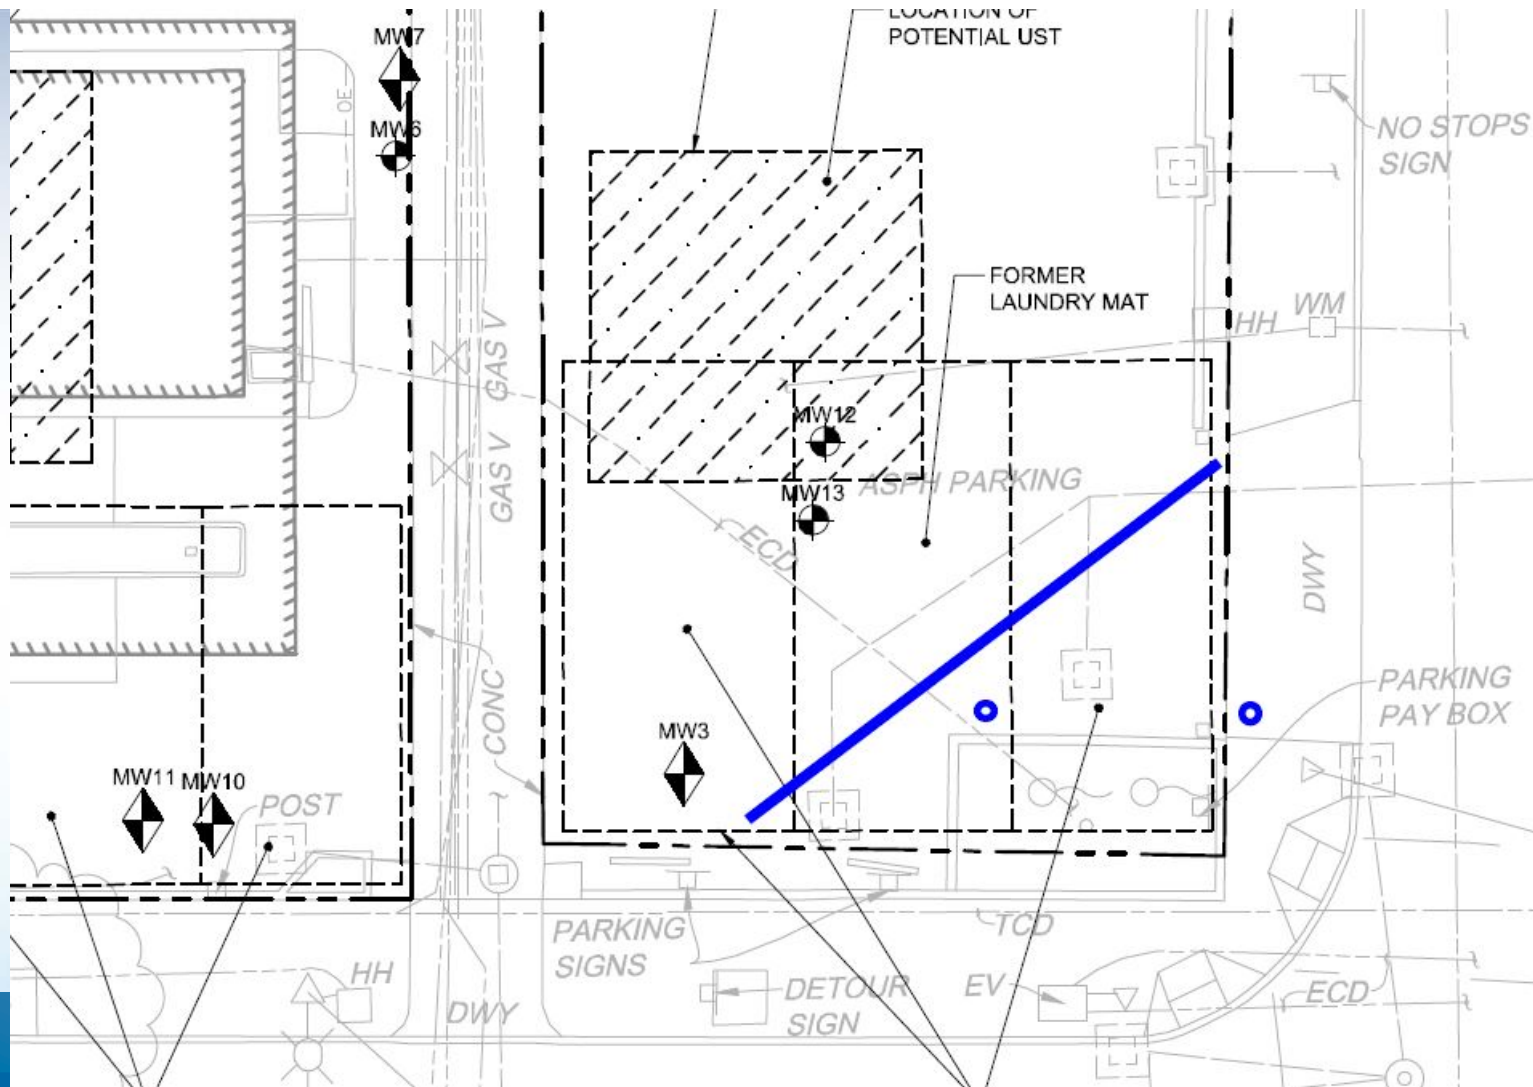 LOCATION OF
POTENTIAL UST
MW7
OE
MW6
NO STOPS
SIGN
FORMER
LAUNDRY MAT
WM
HH
GAS V
GAS V
MW12
ASPH PARKING
MW13
ECD
DWY
CONC
PARKING
PAY BOX
MW3
MW11
MW10
POST
PARKING
SIGNS
TCD
HH
DETOUR
SIGN
EV
ECD
DWY